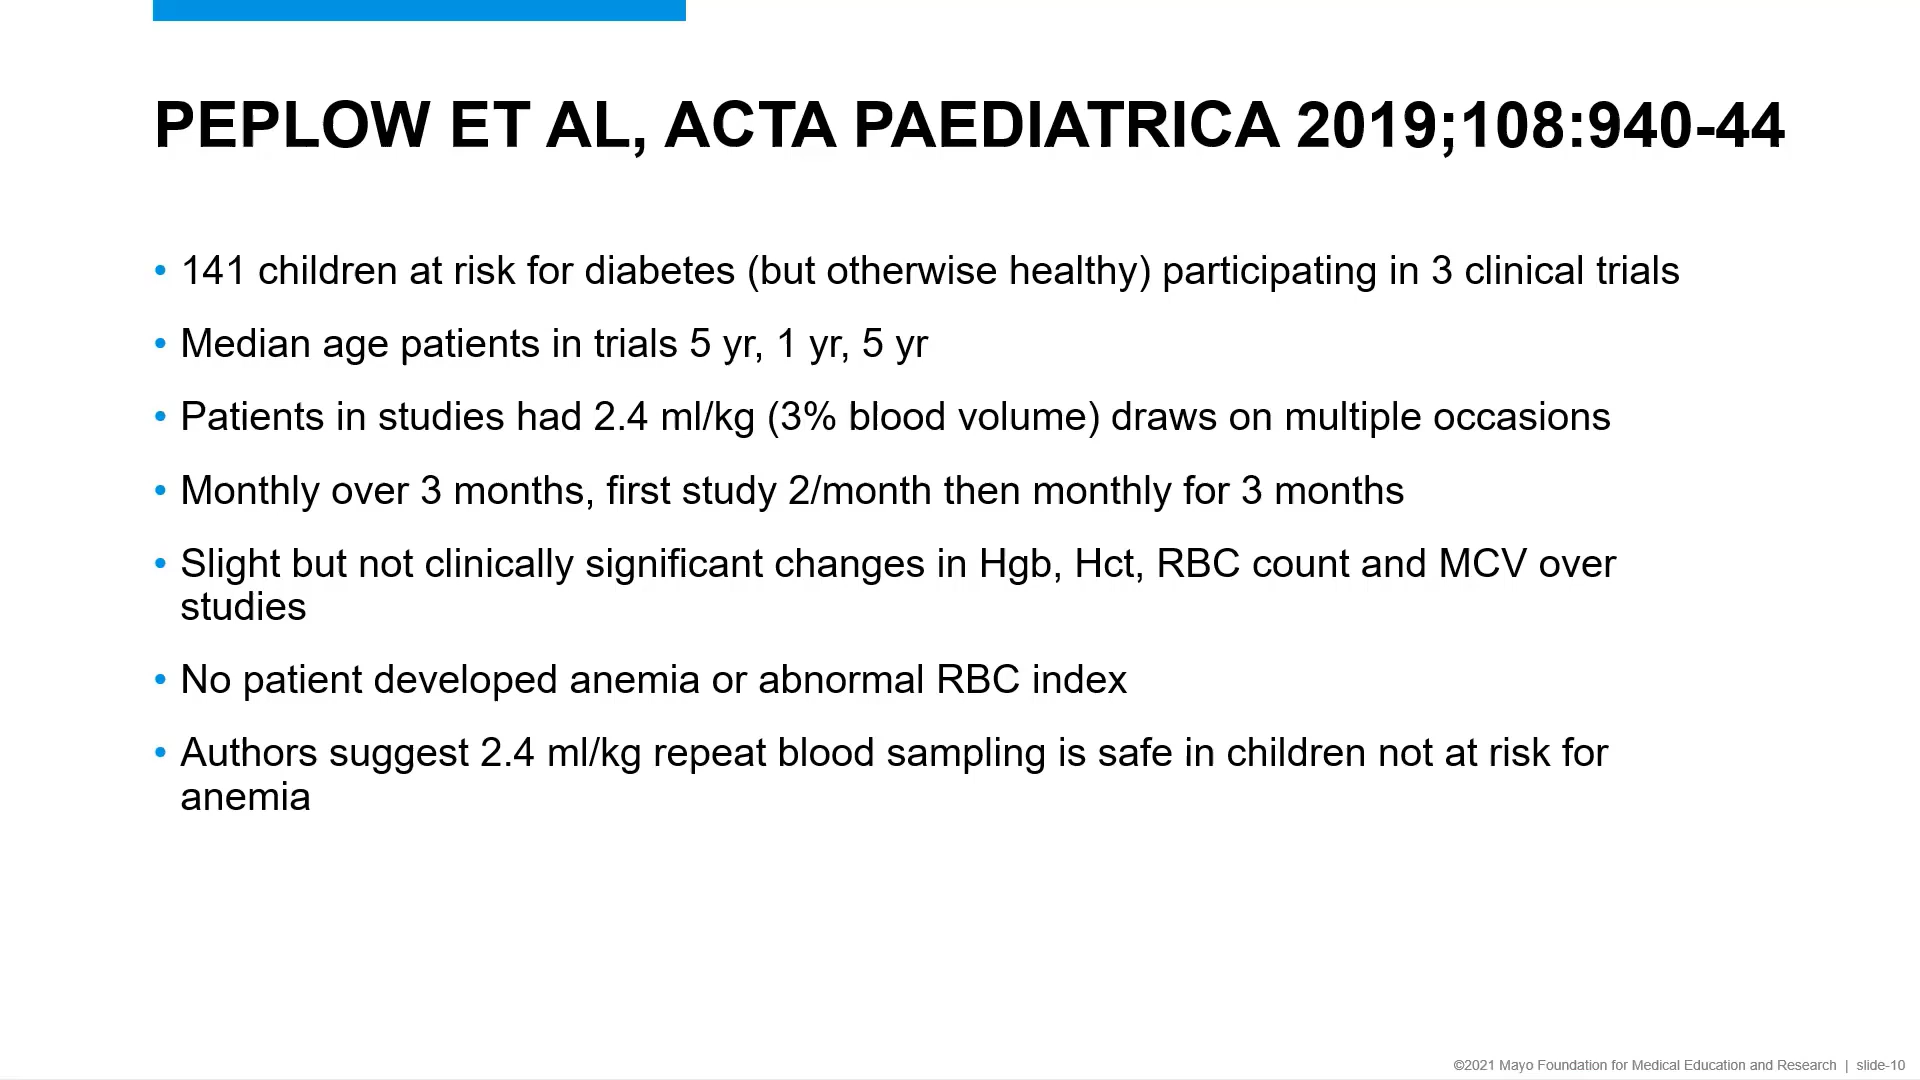 PEPLOW ET AL, ACTA PAEDIATRICA 2019;108:940-44
• 141 children at risk for diabetes (but otherwise healthy) participating in 3 clinical trials
• Median age patients in trials 5 yr, 1 yr, 5 yr
• Patients in studies had 2.4 ml/kg (3% blood volume) draws on multiple occasions
• Monthly over 3 months, first study 2/month then monthly for 3 months
• Slight but not clinically significant changes in Hgb, Hct, RBC count and MCV over
studies
• No patient developed anemia or abnormal RBC index
• Authors suggest 2.4 ml/kg repeat blood sampling is safe in children not at risk for
anemia
©2021 Mayo Foundation for Medical Education and Research | slide-10